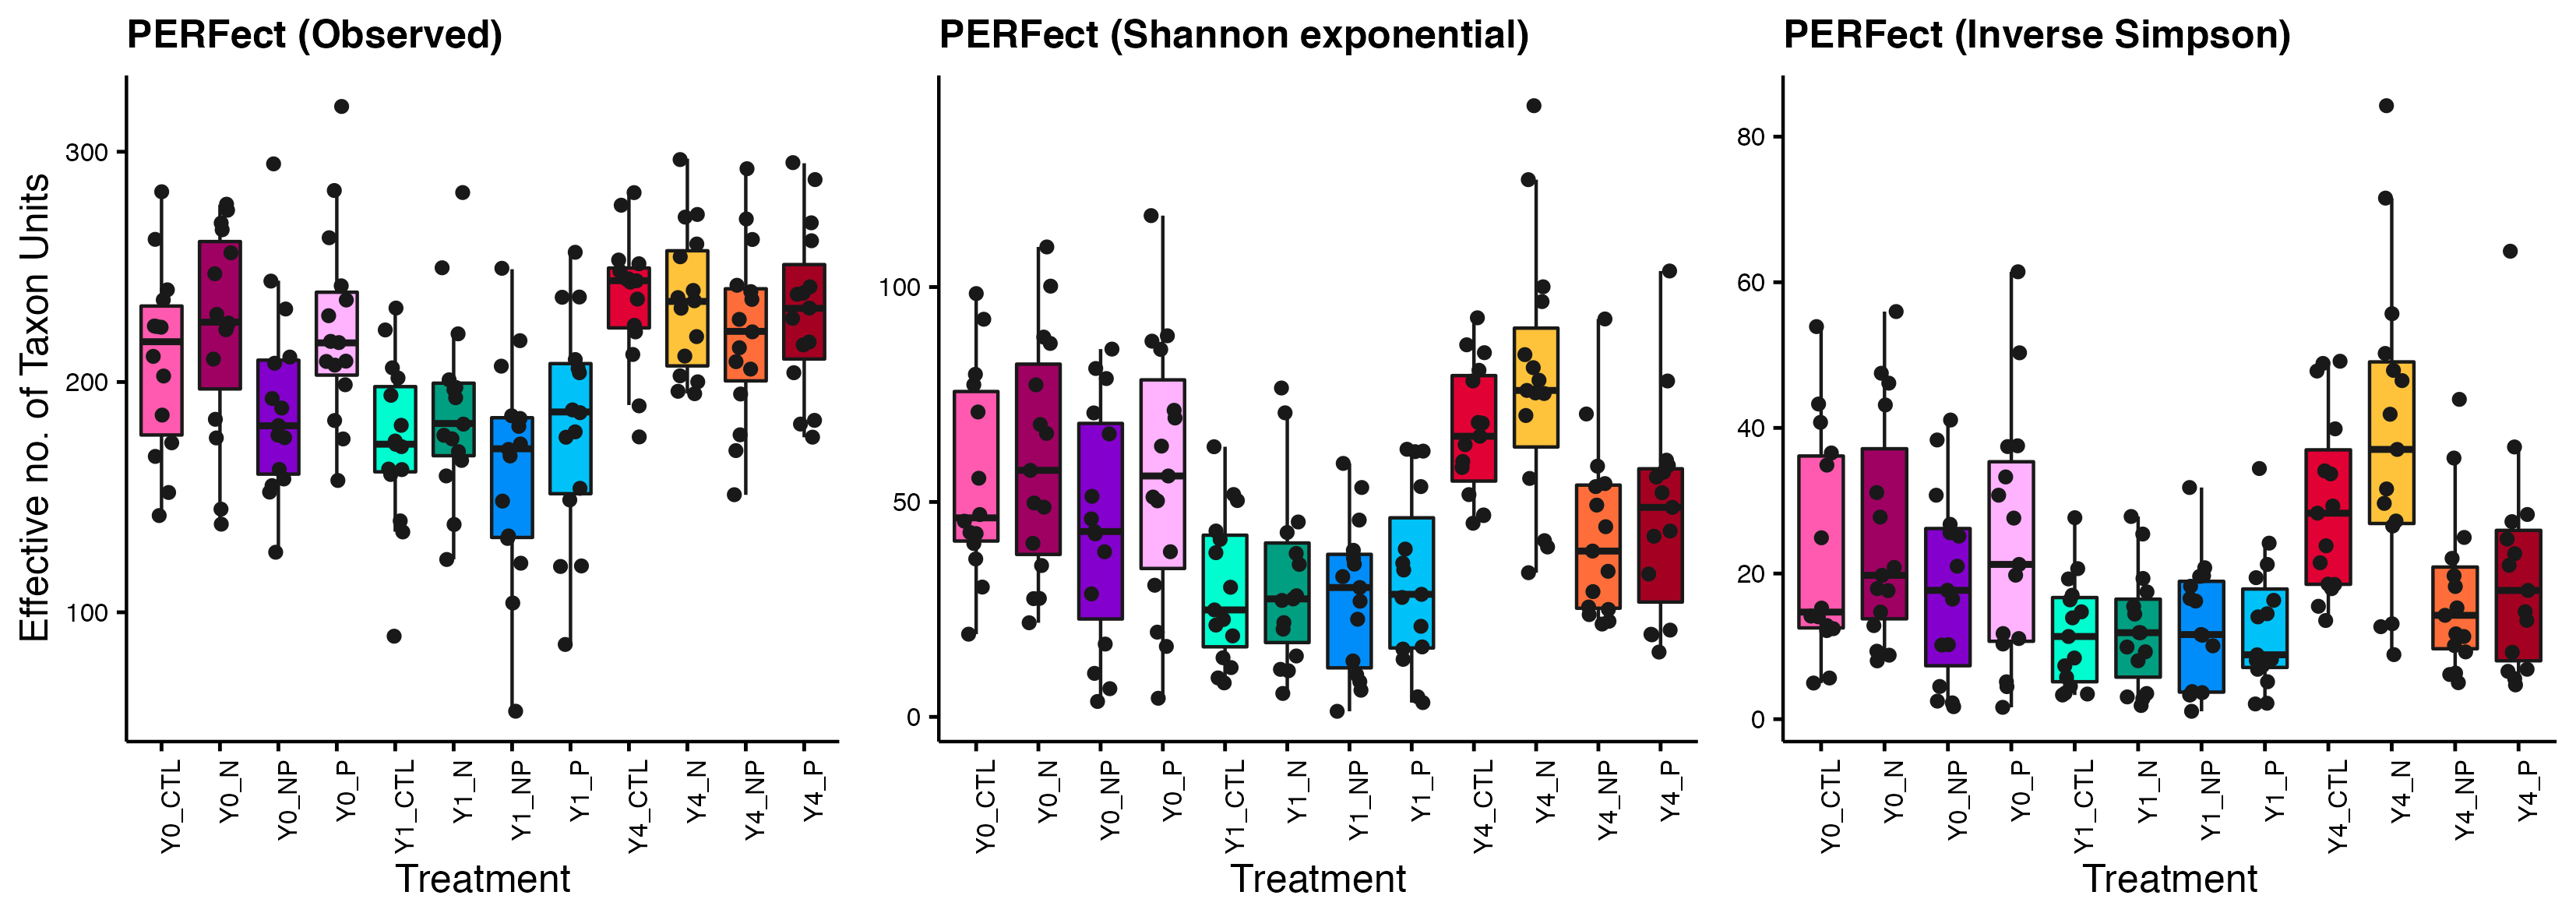 PERFect (Observed)
PERFect (Shannon exponential)
PERFect (Inverse Simpson)
Effective no. of Taxon Units
300
200
100
Y0_CTL
Y0_N
Y0_NP
Y0_P
Y1_CTL
Y1_N
Y1_NP
Y1_P
Y4_CTL
Y4_N
Y4_NP
Y4_P
Treatment
100
50
0
Y0_CTL
Y0_N
Y0_NP
Y0_P
Y1_CTL
Y1_N
Y1_NP
Y1_P
Y4_CTL
Y4_N
Y4_NP
Y4_P
Treatment
80
60
40
20
0
Y0_CTL
Y0_N
Y0_NP
Y0_P
Y1_CTL
Y1_N
Y1_NP
Y1_P
Y4_CTL
Y4_N
Y4_NP
Y4_P
Treatment